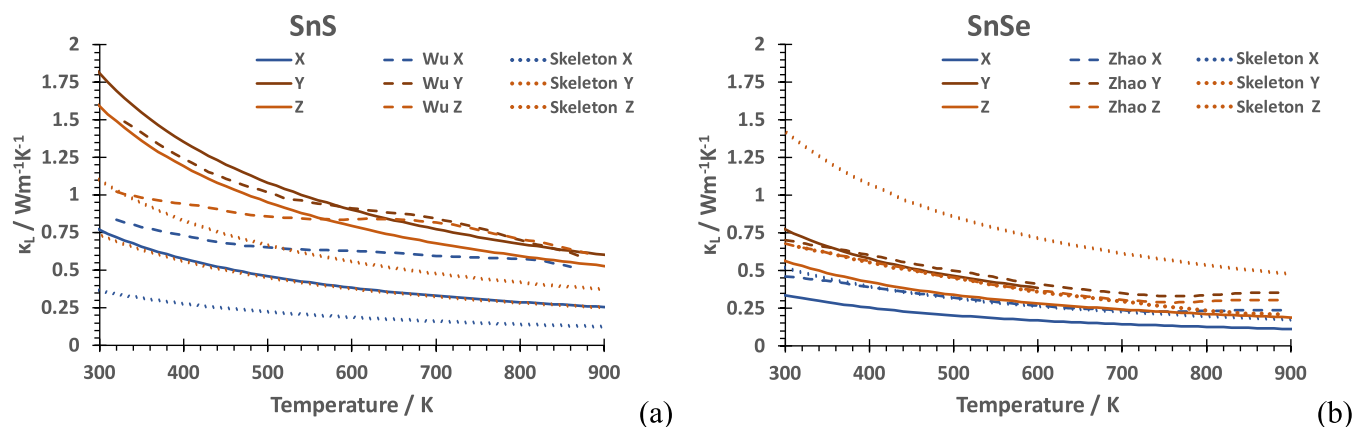 SnS
SnSe
2
1.75
1.5
1.25
1
0.75
0.5
0.25
0
κL / Wm-1K-1
X
Wu X
Skeleton X
Y
Wu Y
Skeleton Y
Z
Wu Z
Skeleton Z
300 400 500 600 700 800 900
Temperature / K
(a)
2
1.75
1.5
1.25
1
0.75
0.5
0.25
0
κL / Wm-1K-1
X
Zhao X
Skeleton X
Y
Zhao Y
Skeleton Y
Z
Zhao Z
Skeleton Z
300 400 500 600 700 800 900
Temperature / K
(b)